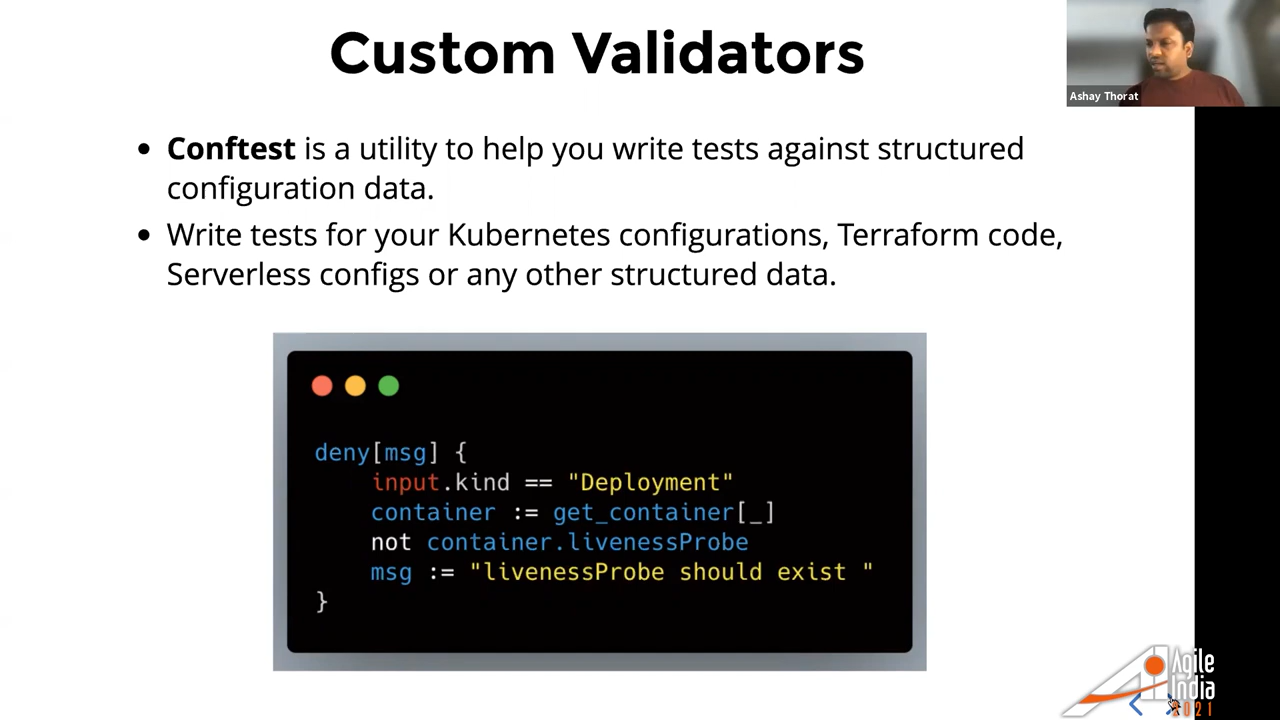 Custom Validators
Ashay Thorat
Conftest is a utility to help you write tests against structured
configuration data.
Write tests for your Kubernetes configurations, Terraform code,
Serverless configs or any other structured data.
deny[msg] {
input.kind == "Deployment"
container := get_container[_]
not container.livenessProbe
msg := "livenessProbe should exist "
}
Agile
India
2021